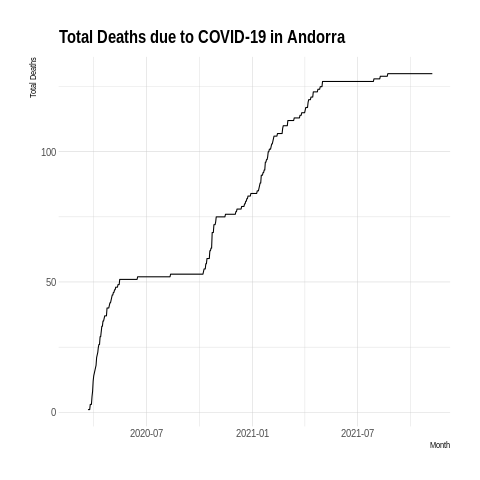 Total Deaths due to COVID-19 in Andorra
Total Deaths
100
50
0
2020-07 2021-01 2021-07
Month